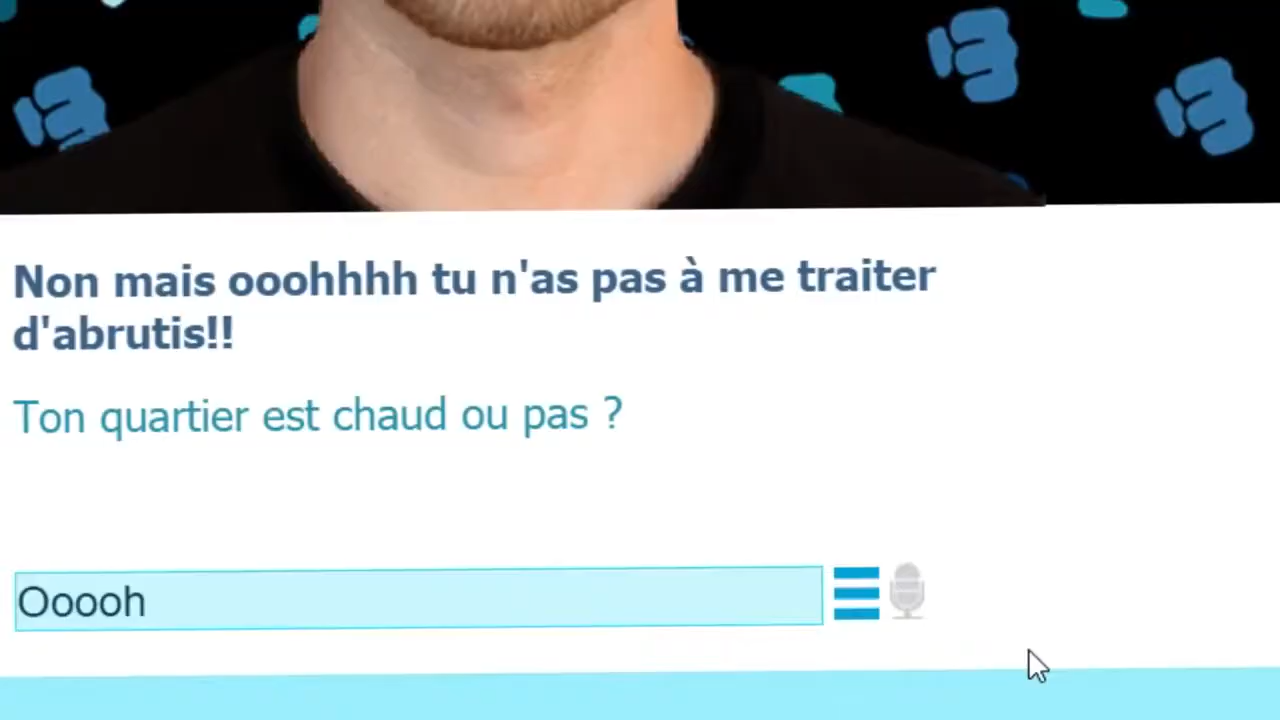 Non mais ooohhhh tu n'as pas à me traiter
d'abrutis!!
Ton quartier est chaud ou pas ?
Ooooh